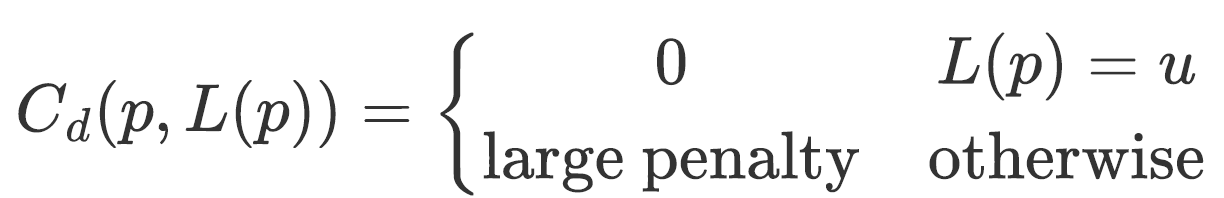 C_d(p, L(p)) = { 0 L(p) = u
large penalty otherwise